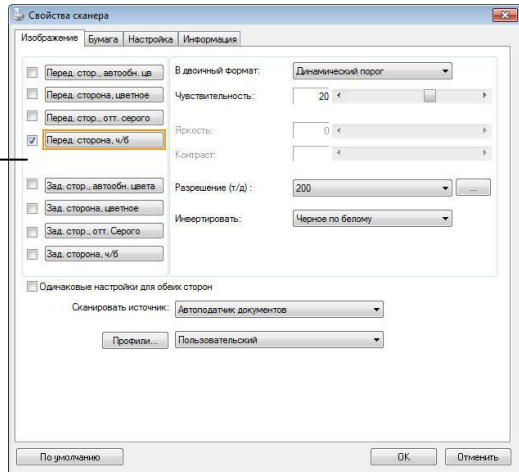 Свойства сканера
Изображение Бумага Настройка Информация
Перед. стор., автообн. цв
Перед. сторона, цветное
Перед. стор., отт. серого
Перед. сторона, ч/б
Зад. стор., автообн. цвета
Зад. сторона, цветное
Зад. стор., отт. Серого
Зад. сторона, ч/б
В двоичный формат: Динамический порог
Чувствительность: 20
Яркость: 0
Контраст:
Разрешение (т/д) : 200 ...
Инвертировать: Черное по белому
Одинаковые настройки для обеих сторон
Сканировать источник: Автоподатчик документов
Профили... Пользовательский
По умолчанию OK Отменить